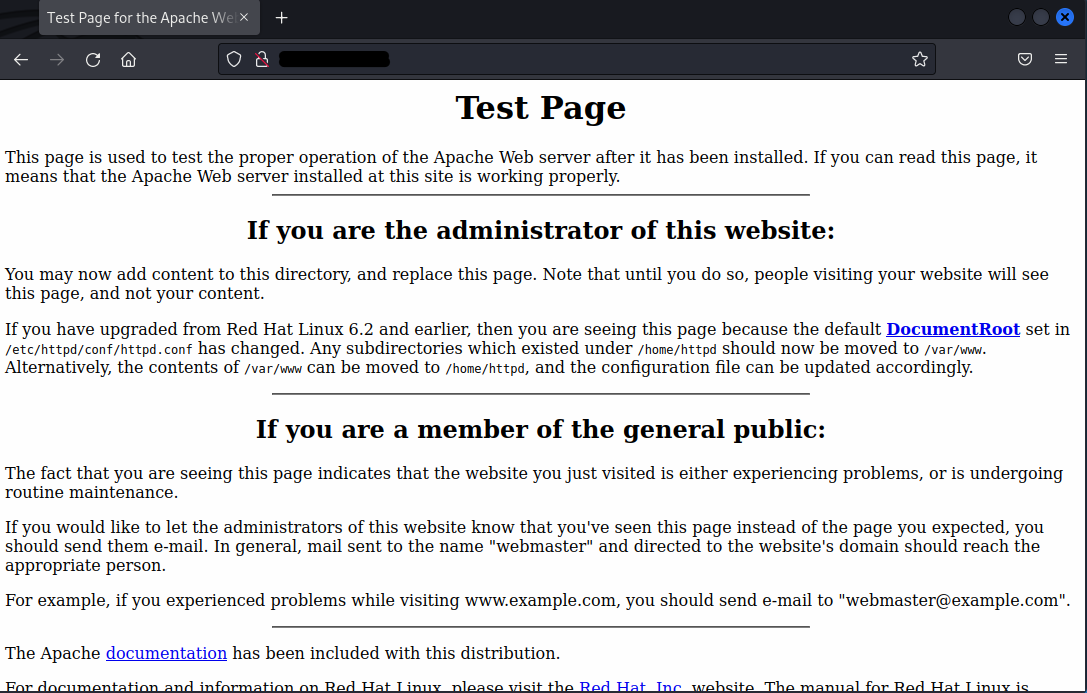 Test Page for the Apache We
Test Page
This page is used to test the proper operation of the Apache Web server after it has been installed. If you can read this page, it
means that the Apache Web server installed at this site is working properly.
If you are the administrator of this website:
You may now add content to this directory, and replace this page. Note that until you do so, people visiting your website will see
this page, and not your content.
If you have upgraded from Red Hat Linux 6.2 and earlier, then you are seeing this page because the default DocumentRoot set in
/etc/httpd/conf/httpd.conf has changed. Any subdirectories which existed under /home/httpd should now be moved to /var/www.
Alternatively, the contents of /var/www can be moved to /home/httpd, and the configuration file can be updated accordingly.
If you are a member of the general public:
The fact that you are seeing this page indicates that the website you just visited is either experiencing problems, or is undergoing
routine maintenance.
If you would like to let the administrators of this website know that you've seen this page instead of the page you expected, you
should send them e-mail. In general, mail sent to the name "webmaster" and directed to the website's domain should reach the
appropriate person.
For example, if you experienced problems while visiting www.example.com, you should send e-mail to "webmaster@example.com".
The Apache documentation has been included with this distribution.
For documentation and information on Red Hat Linux, please visit the Red Hat, Inc. website. The manual for Red Hat Linux is